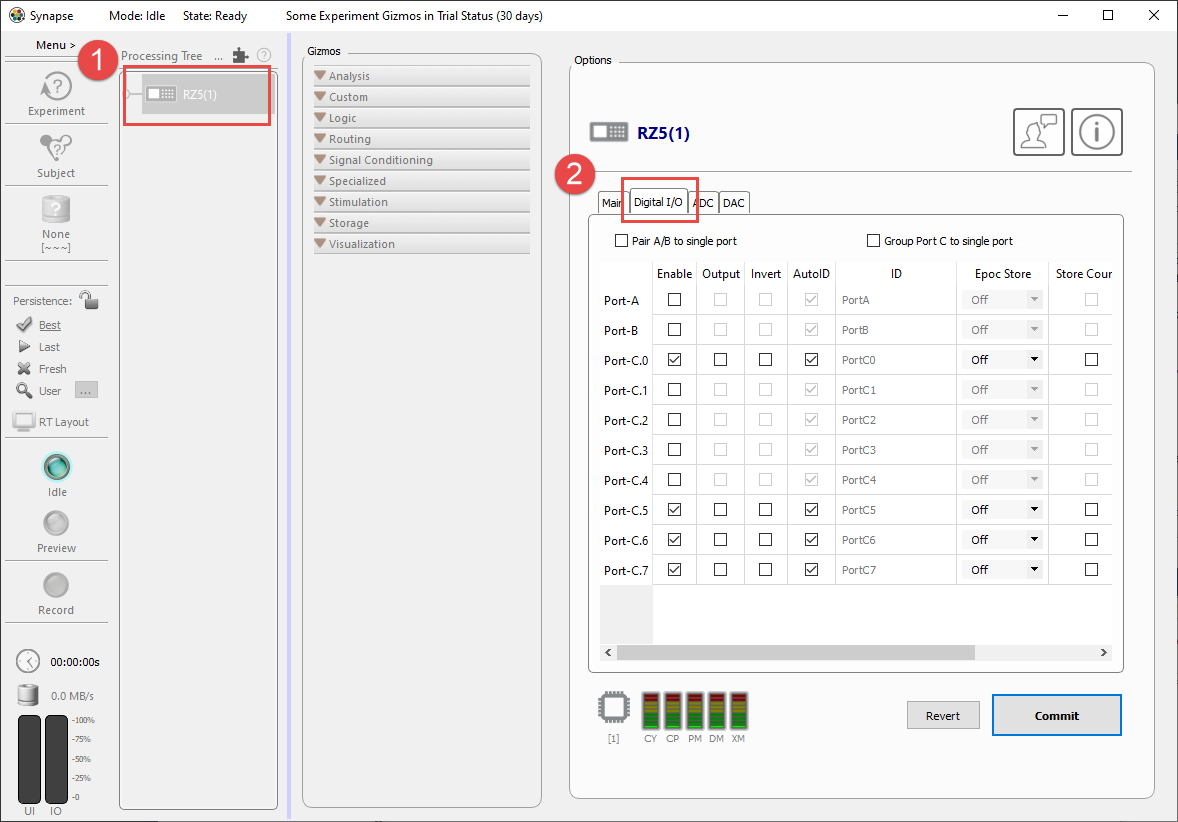 Synapse Mode: Idle State: Ready Some Experiment Gizmos in Trial Status (30 days)
Menu >
1
Processing Tree ... ?
RZ5(1)
?
Experiment
Subject
?
None
[~~~]
Persistence:
Best
Last
Fresh
User ...
RT Layout
Idle
Preview
Record
00:00:00s
0.0 MB/s
-100%
-75%
-50%
-25%
-0
UI IO
Gizmos
Analysis
Custom
Logic
Routing
Signal Conditioning
Specialized
Stimulation
Storage
Visualization
Options
RZ5(1)
2
Main Digital I/O ADC DAC
Pair A/B to single port Group Port C to single port
Enable Output Invert AutoID ID Epoc Store Store Cour
Port-A PortA Off
Port-B PortB Off
Port-C.0 PortC0 Off
Port-C.1 PortC1 Off
Port-C.2 PortC2 Off
Port-C.3 PortC3 Off
Port-C.4 PortC4 Off
Port-C.5 PortC5 Off
Port-C.6 PortC6 Off
Port-C.7 PortC7 Off
[1] CY CP PM DM XM
Revert Commit